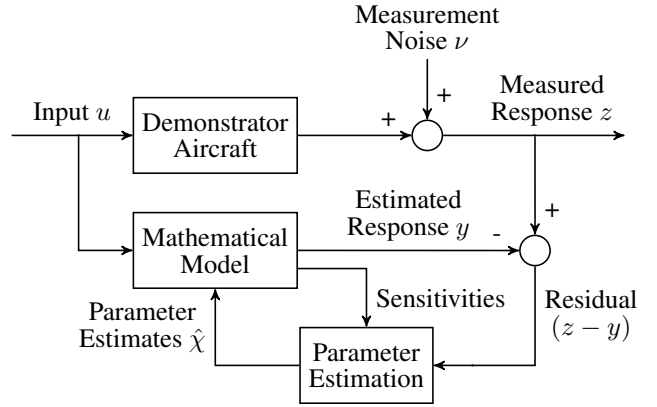 Measurement
Noise ν
Measured
Response z
Input u
+
+
Demonstrator
Aircraft
Estimated
Response y
+
-
Mathematical
Model
Sensitivities
Residual
(z − y)
Parameter
Estimates χ̂
Parameter
Estimation